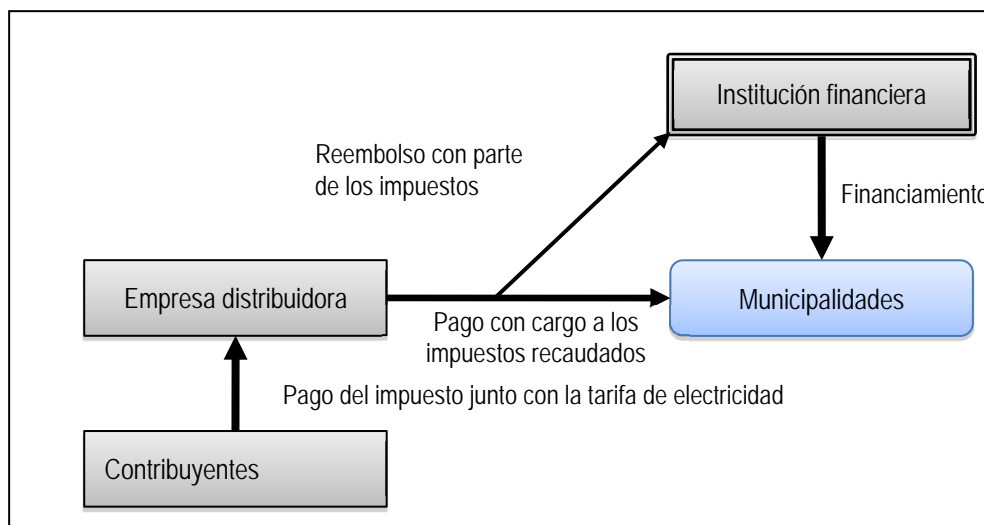 Institución financiera
Reembolso con parte
de los impuestos
Financiamiento
Empresa distribuidora
Municipalidades
Pago con cargo a los
impuestos recaudados
Pago del impuesto junto con la tarifa de electricidad
Contribuyentes